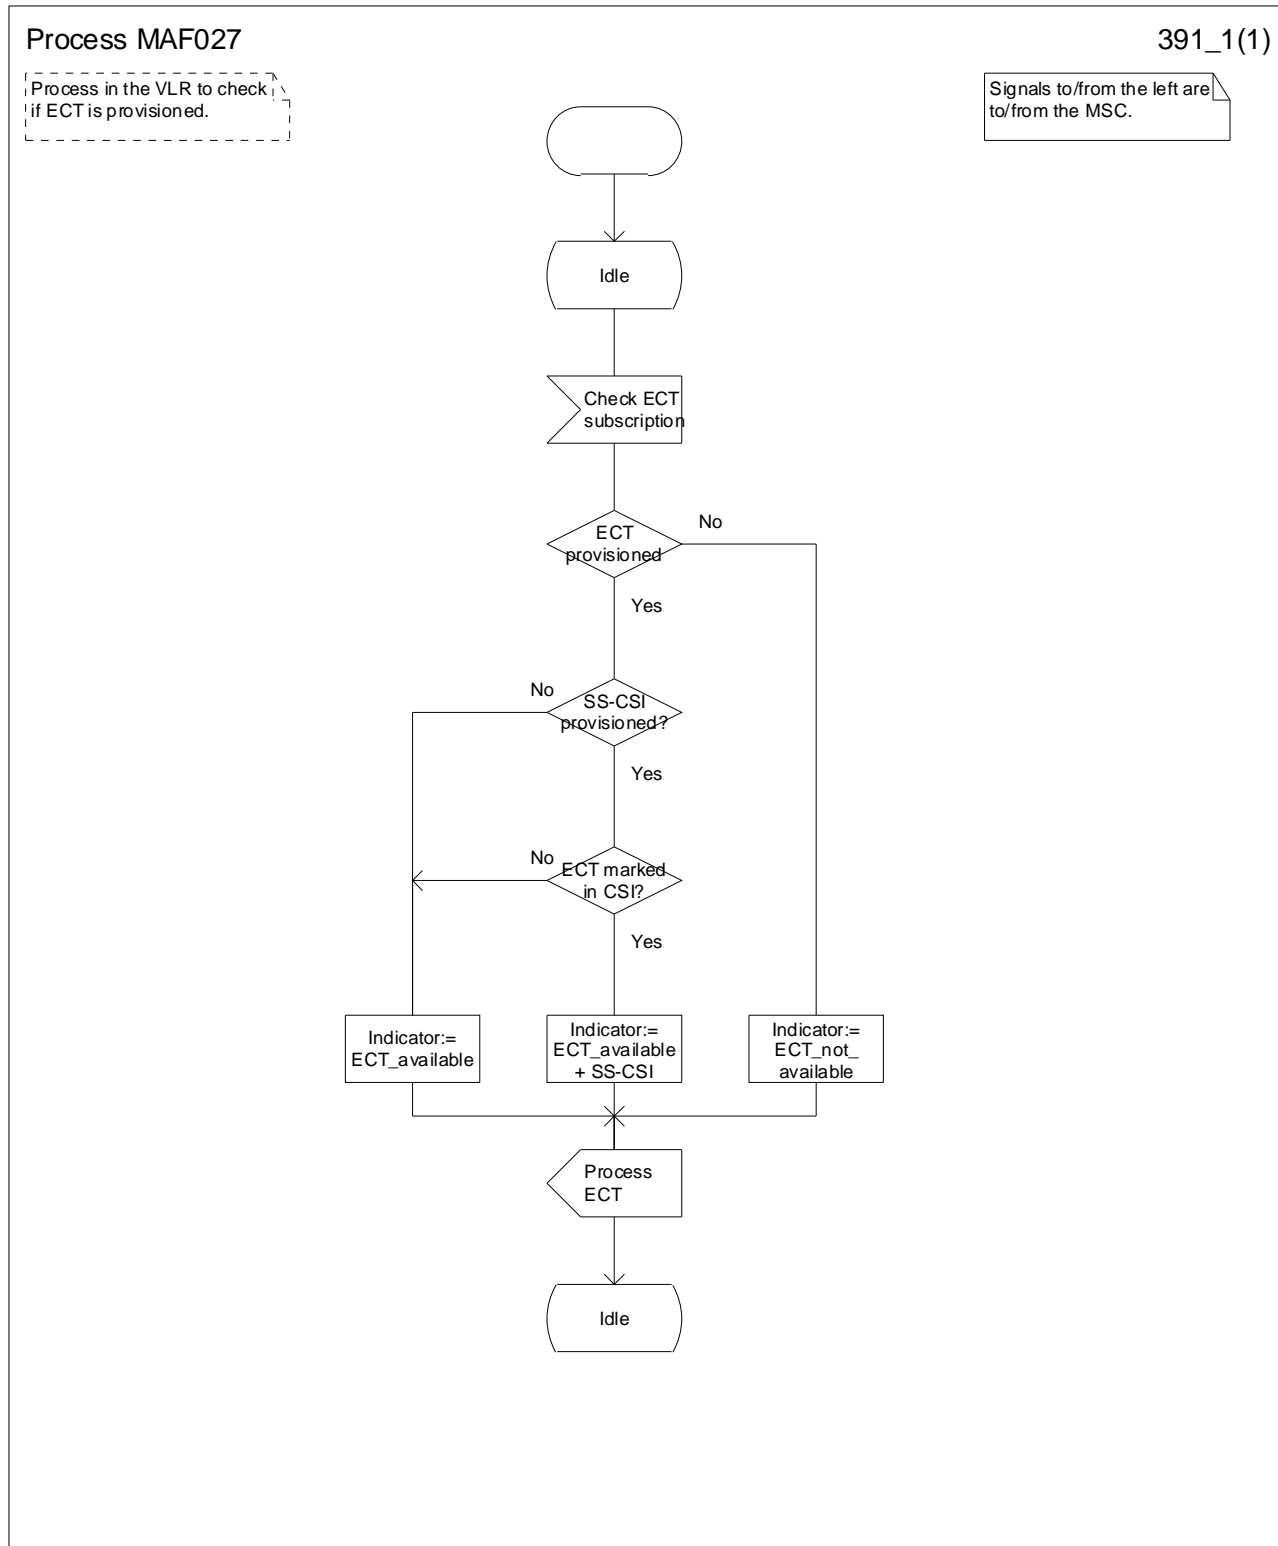 Process MAF027
391_1(1)
Process in the VLR to check
if ECT is provisioned.
Signals to/from the left are
to/from the MSC.
Idle
Check ECT
subscription
ECT
provisioned
No
Yes
No
SS-CSI
provisioned?
Yes
No
ECT marked
in CSI?
Yes
Indicator:=
ECT_available
Indicator:=
ECT_available
+ SS-CSI
Indicator:=
ECT_not_
available
Process
ECT
Idle